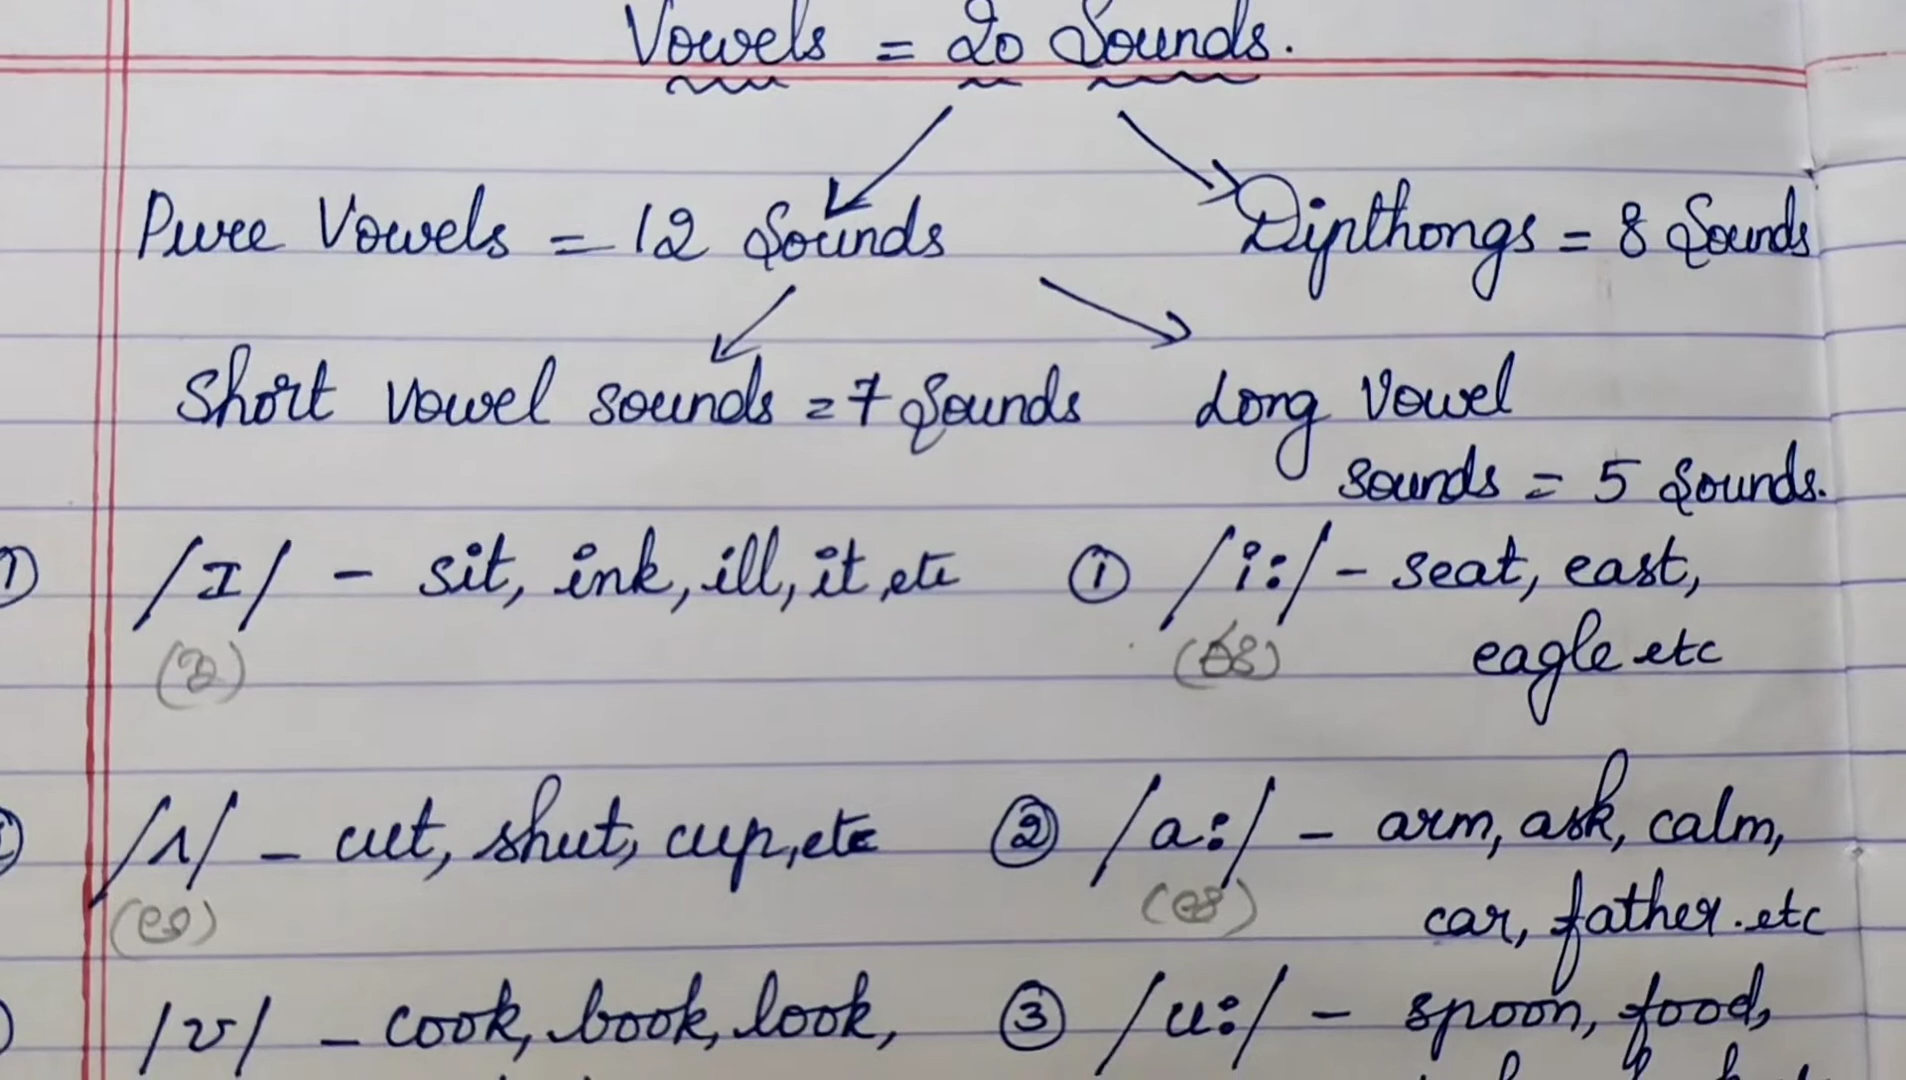 Vowels = 20 Sounds.
Pure Vowels = 12 Sounds
Dipthongs = 8 Sounds
Short vowel sounds = 7 Sounds
Long Vowel
sounds = 5 Sounds.
/I/ - sit, ink, ill, it, etc
① /i:/ - seat, east,
eagle etc
/ʌ/ - cut, shut, cup, etc
② /a:/ - arm, ask, calm,
car, father. etc
/ʊ/ - cook, book, look,
③ /u:/ - spoon, food,